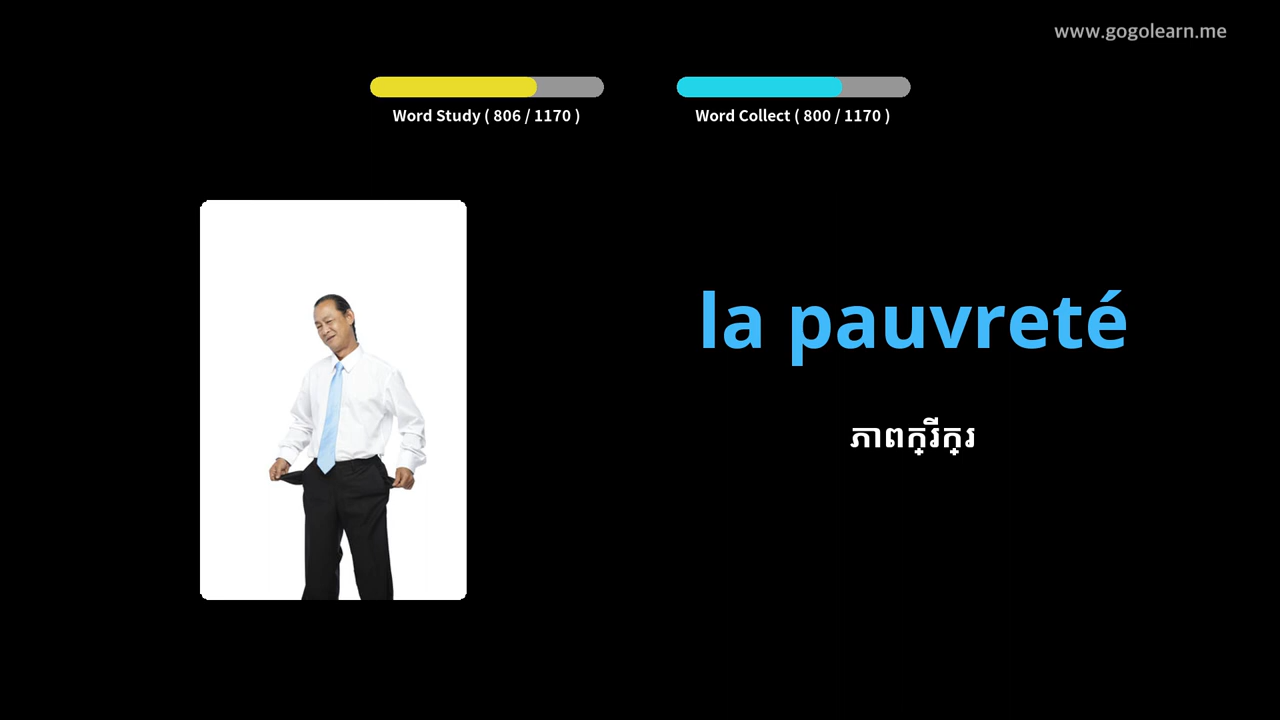 www.gogolearn.me
Word Study ( 806 / 1170 )
Word Collect ( 800 / 1170 )
la pauvreté
ភាពក្រីក្រ